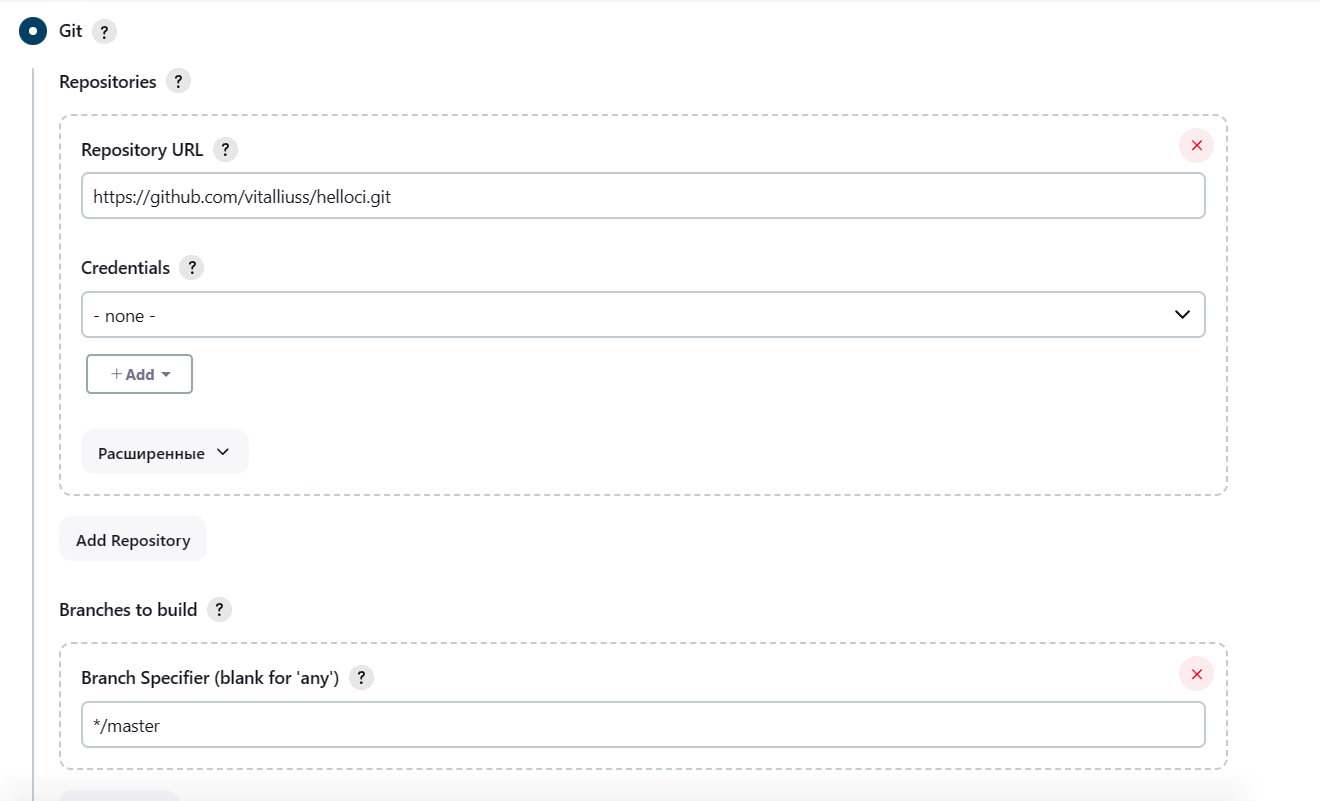 Git ?
Repositories ?
Repository URL ?
https://github.com/vitalliuss/helloci.git
Credentials ?
- none -
+ Add
Расширенные
Add Repository
Branches to build ?
Branch Specifier (blank for 'any') ?
*/master